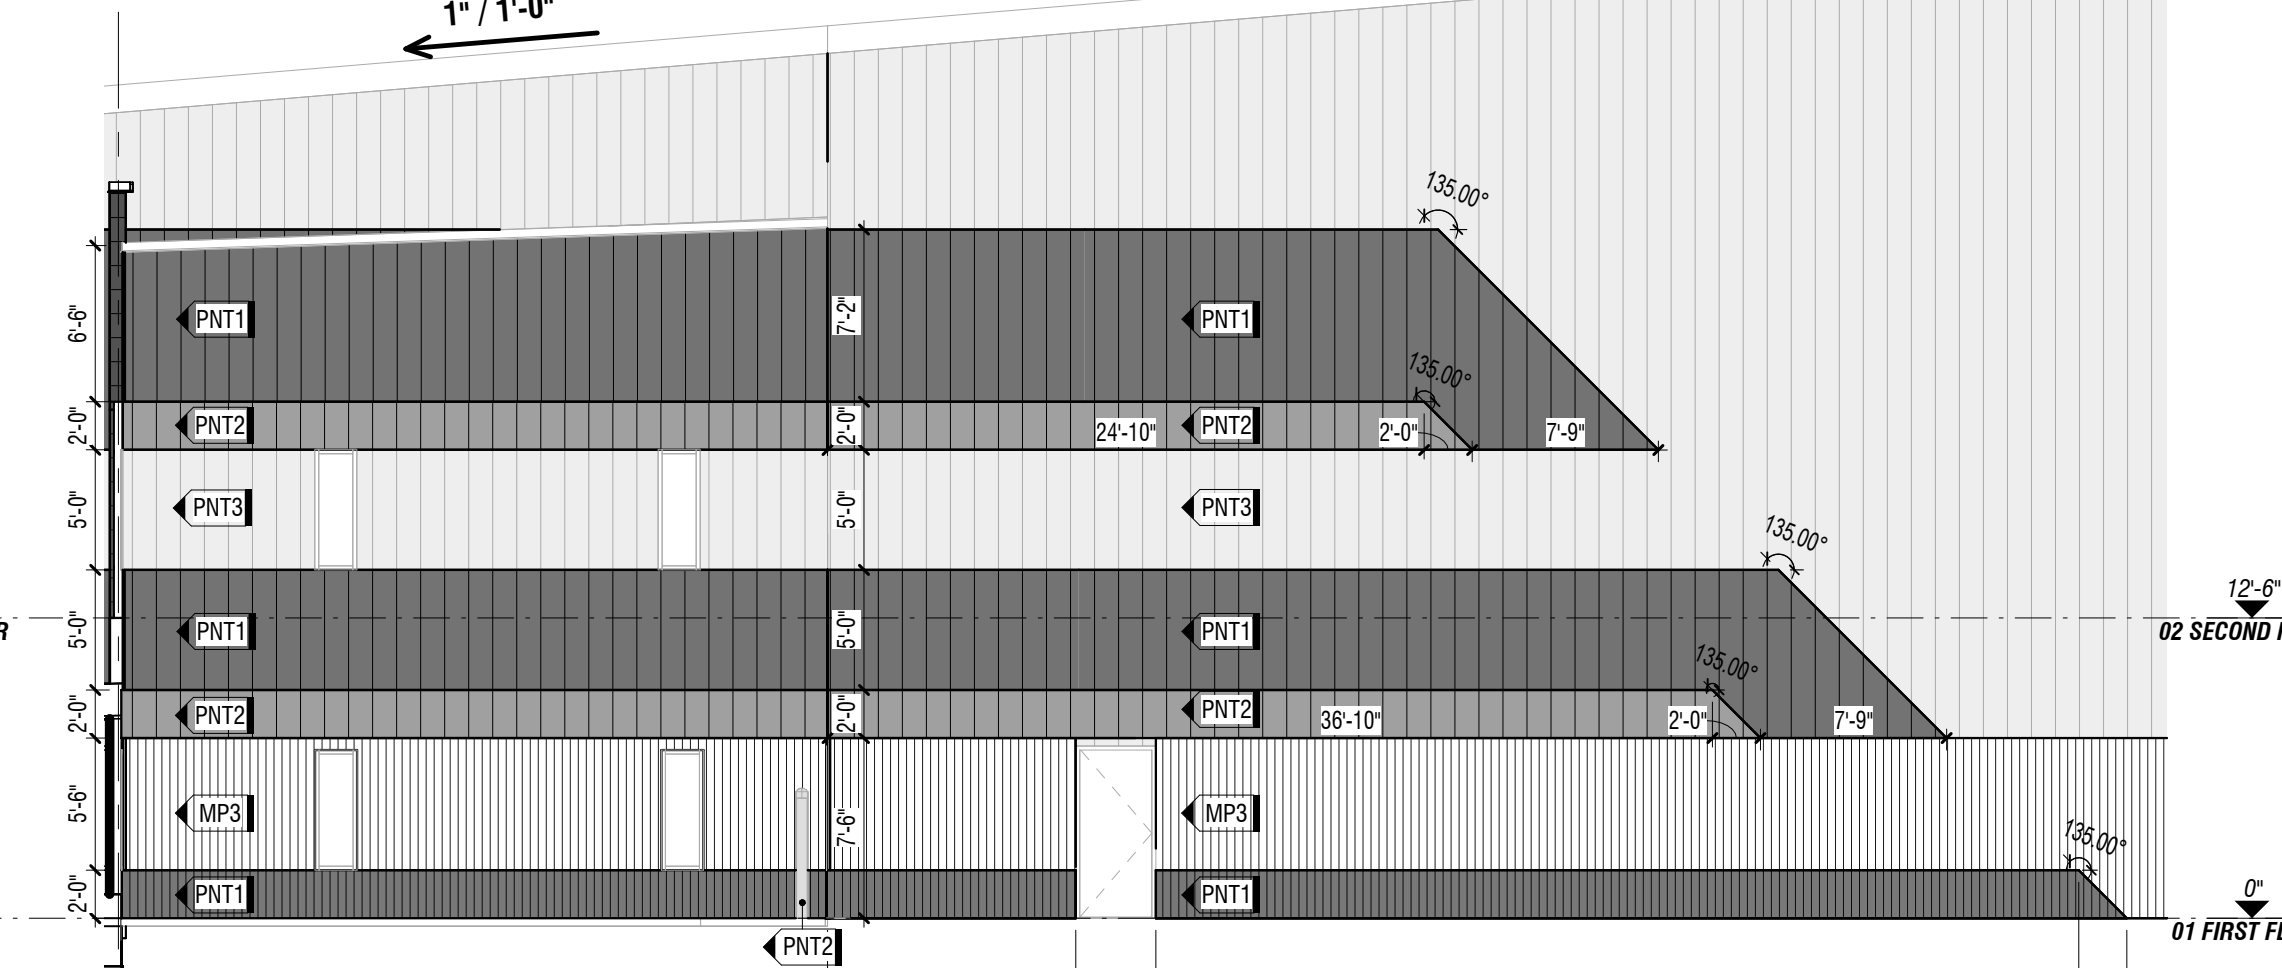 1" / 1'-0"
135.00°
6'-6"
PNT1
7'-2"
PNT1
135.00°
2'-0"
PNT2
2'-0"
24'-10"
PNT2
2'-0"
7'-9"
5'-0"
PNT3
5'-0"
PNT3
135.00°
12'-6"
R
5'-0"
PNT1
5'-0"
PNT1
02 SECOND
135.00°
2'-0"
PNT2
2'-0"
PNT2
36'-10"
2'-0"
7'-9"
5'-6"
MP3
7'-6"
MP3
135.00°
2'-0"
PNT1
PNT1
0"
01 FIRST
PNT2